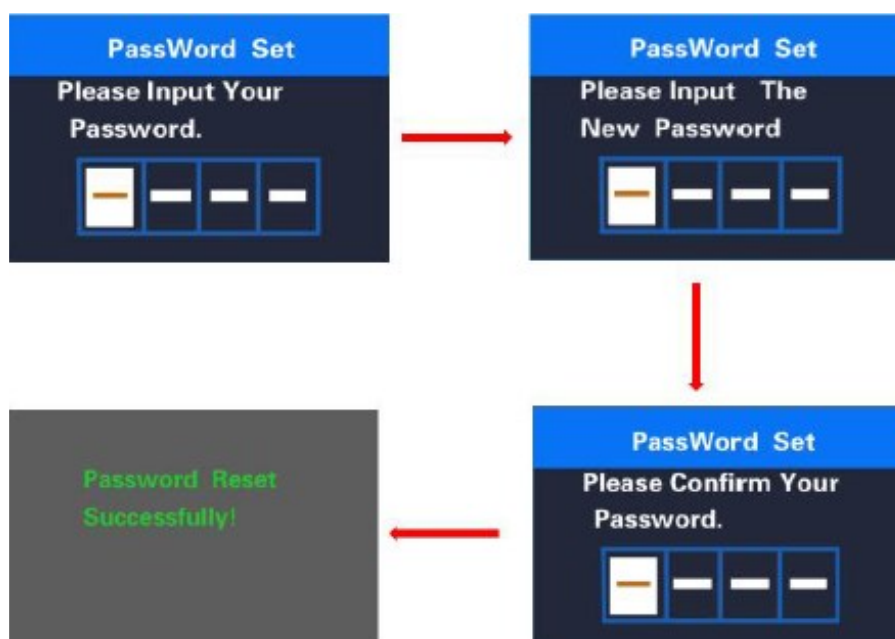 PassWord Set
Please Input Your
Password.
PassWord Set
Please Input The
New Password
PassWord Set
Please Confirm Your
Password.
Password Reset
Successfully!